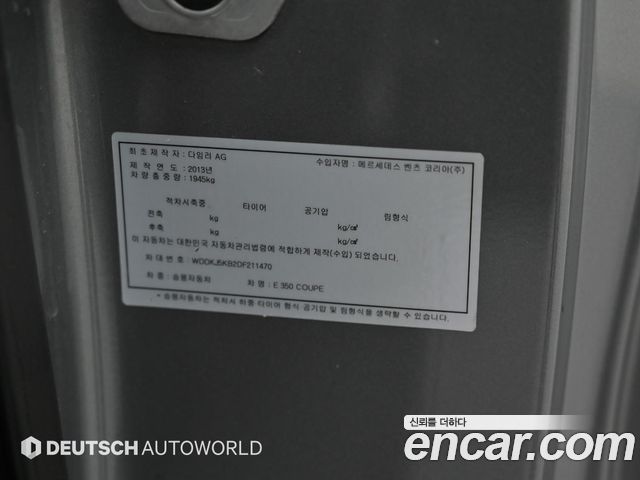 최초제작자 : 다임러 AG 수입자명 : 메르세데스 벤츠 코리아(주)
제 작 연 도 : 2013년
차 량 총 중 량 : 1945kg
적차시축중 타이어 공기압 림형식
전축 kg kg/㎠
후축 kg kg/㎠
이 자동차는 대한민국 자동차관리법령에 적합하게 제작(수입) 되었습니다.
차 대 번 호 : WDDKJ5KB2DF211470
차 종 : 승용자동차 차 명 : E 350 COUPE
* 승용자동차는 적차시 하중·타이어 형식 공기압 및 림형식을 생략할 수 있습니다.
신뢰를 더하다
DEUTSCH AUTOWORLD
encar.com